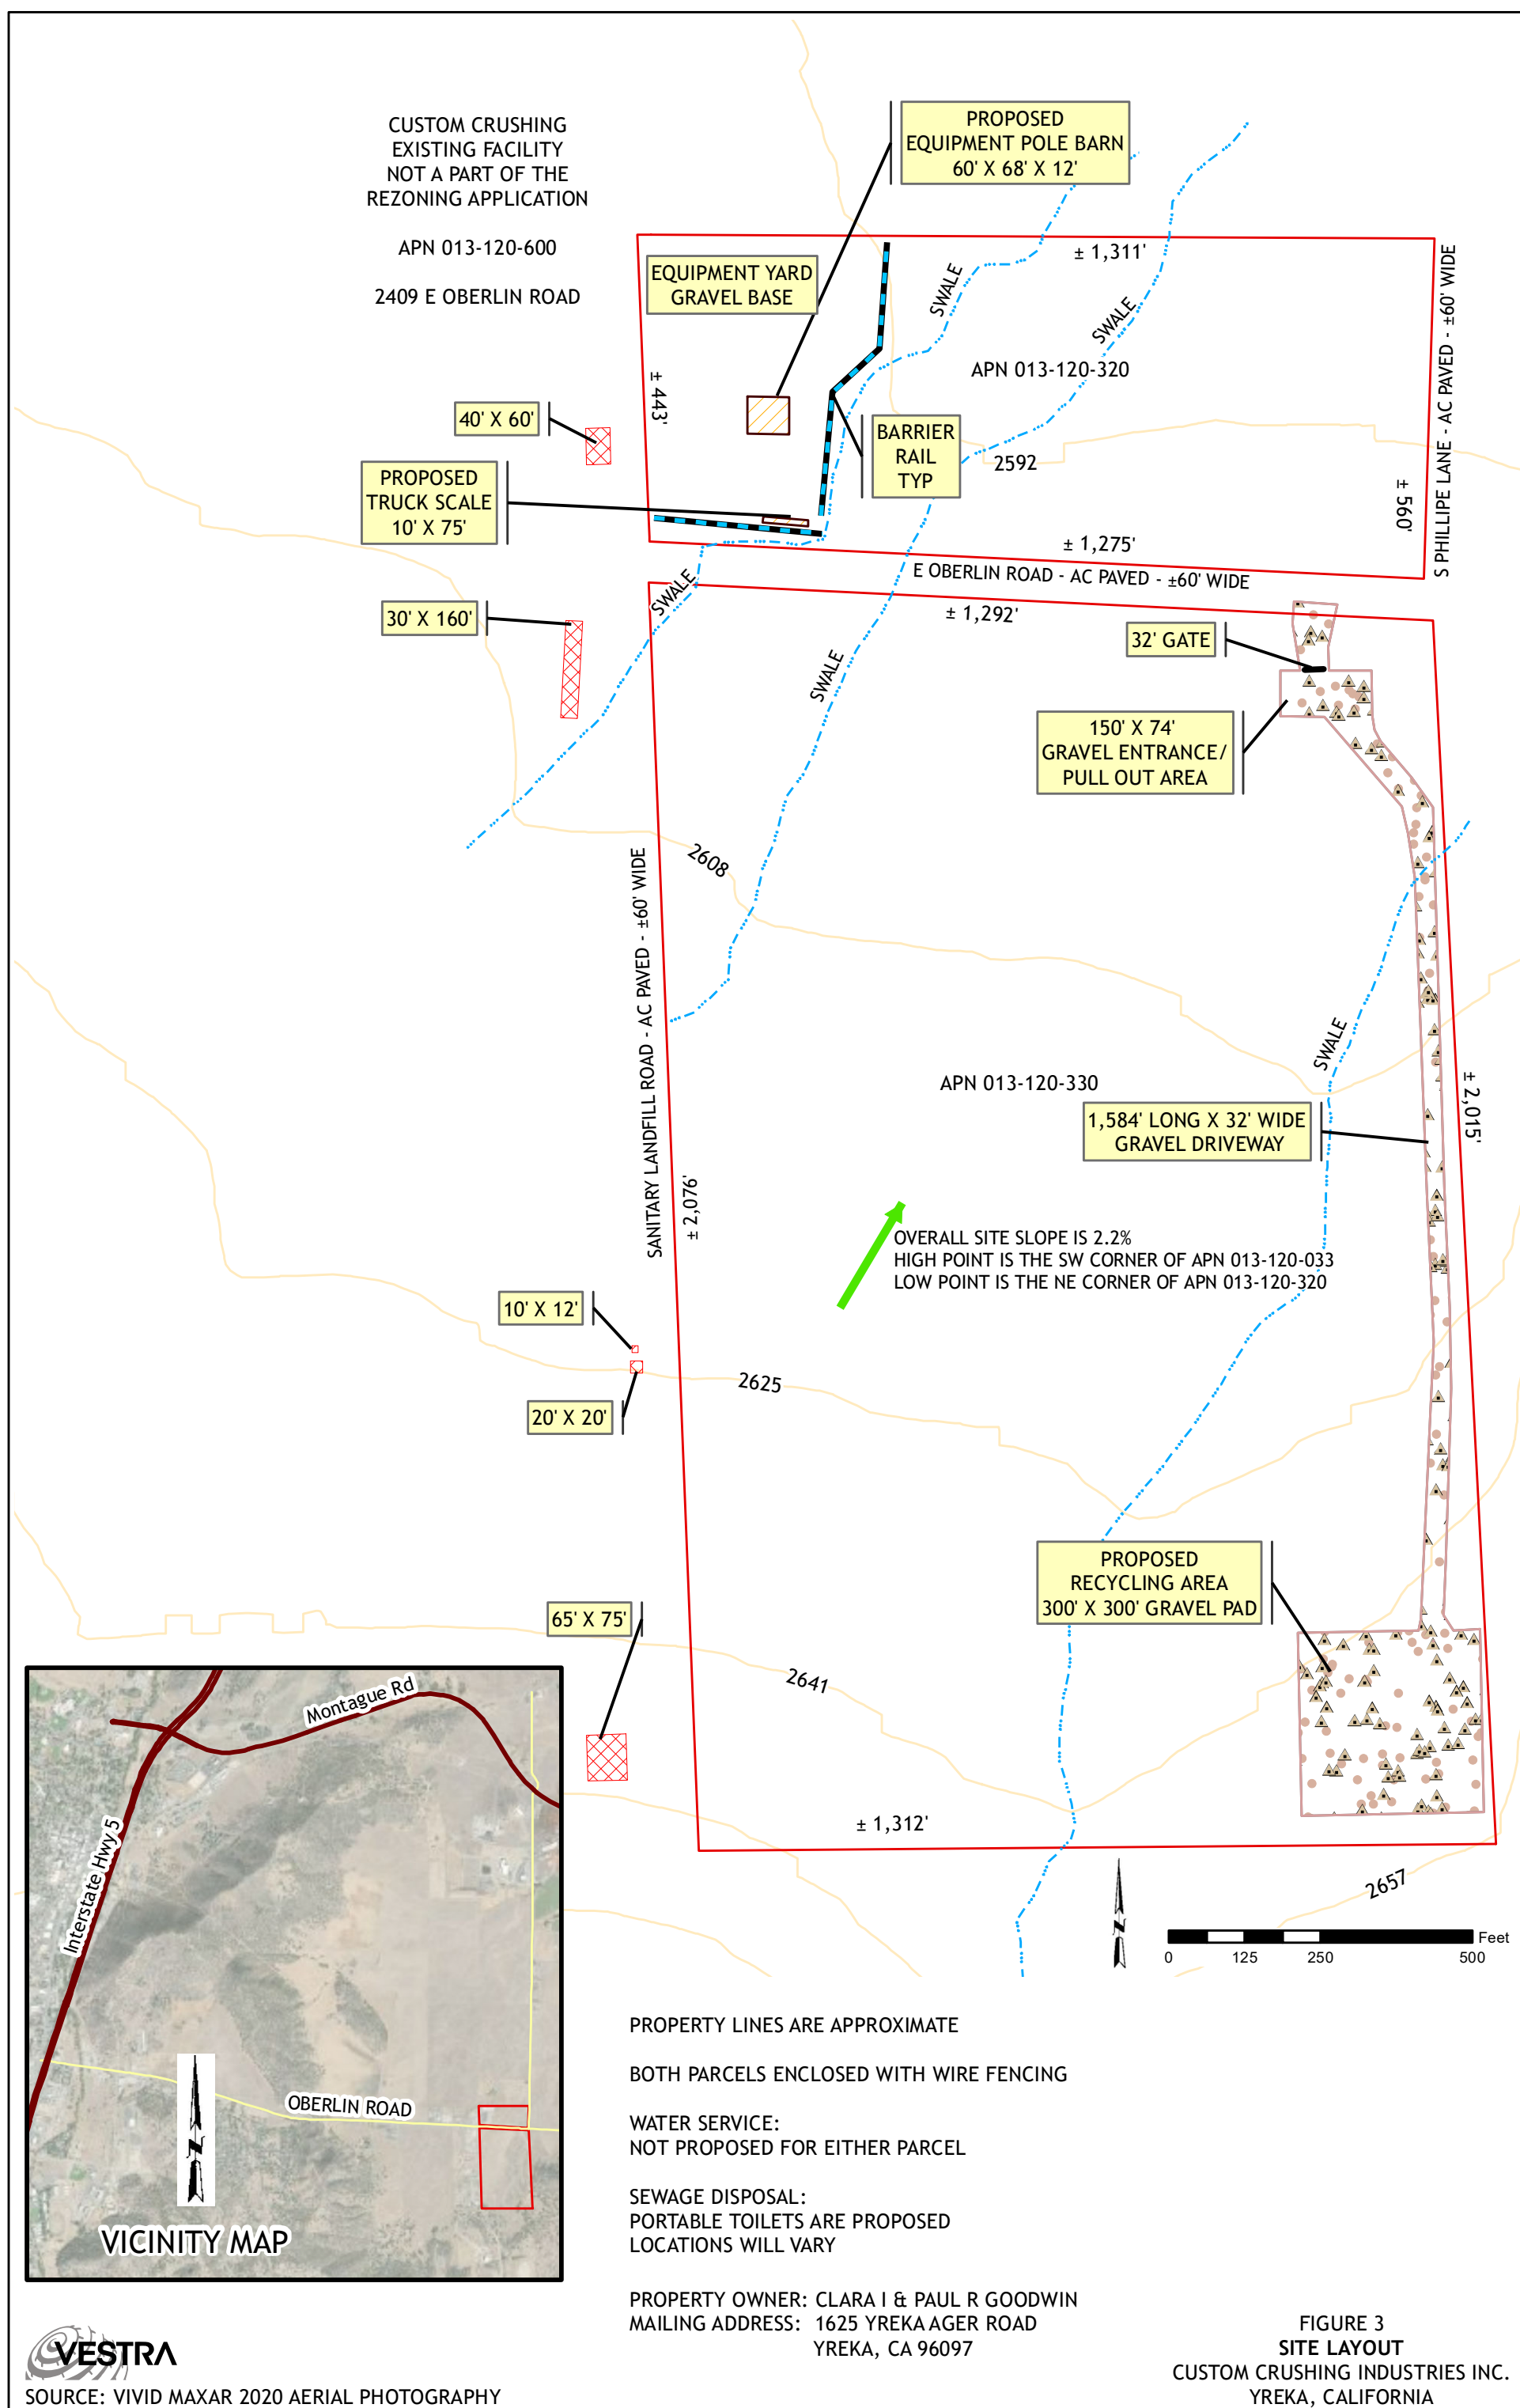 CUSTOM CRUSHING
EXISTING FACILITY
NOT A PART OF THE
REZONING APPLICATION
APN 013-120-600
2409 E OBERLIN ROAD
PROPOSED
EQUIPMENT POLE BARN
60' X 68' X 12'
EQUIPMENT YARD
GRAVEL BASE
± 1,311'
SWALE
SWALE
S PHILLIPE LANE - AC PAVED - ±60' WIDE
APN 013-120-320
± 443'
40' X 60'
BARRIER
RAIL
TYP
2592
PROPOSED
TRUCK SCALE
10' X 75'
± 560'
± 1,275'
E OBERLIN ROAD - AC PAVED - ±60' WIDE
± 1,292'
SWALE
30' X 160'
32' GATE
SWALE
150' X 74'
GRAVEL ENTRANCE/
PULL OUT AREA
2608
SANITARY LANDFILL ROAD - AC PAVED - ±60' WIDE
SWALE
APN 013-120-330
± 2,015'
1,584' LONG X 32' WIDE
GRAVEL DRIVEWAY
± 2,076'
OVERALL SITE SLOPE IS 2.2%
HIGH POINT IS THE SW CORNER OF APN 013-120-033
LOW POINT IS THE NE CORNER OF APN 013-120-320
10' X 12'
2625
20' X 20'
PROPOSED
RECYCLING AREA
300' X 300' GRAVEL PAD
65' X 75'
2641
± 1,312'
2657
N
Feet
0 125 250 500
Montague Rd
Interstate Hwy 5
OBERLIN ROAD
N
VICINITY MAP
PROPERTY LINES ARE APPROXIMATE
BOTH PARCELS ENCLOSED WITH WIRE FENCING
WATER SERVICE:
NOT PROPOSED FOR EITHER PARCEL
SEWAGE DISPOSAL:
PORTABLE TOILETS ARE PROPOSED
LOCATIONS WILL VARY
PROPERTY OWNER: CLARA I & PAUL R GOODWIN
MAILING ADDRESS: 1625 YREKA AGER ROAD
YREKA, CA 96097
VESTRA
SOURCE: VIVID MAXAR 2020 AERIAL PHOTOGRAPHY
FIGURE 3
SITE LAYOUT
CUSTOM CRUSHING INDUSTRIES INC.
YREKA, CALIFORNIA